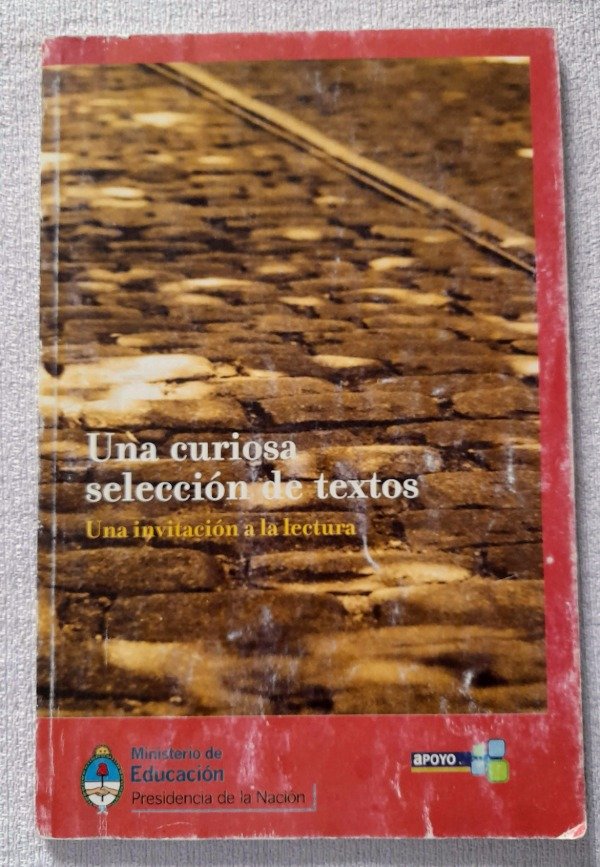 Una curiosa
selección de textos
Una invitación a la lectura
Ministerio de
Educación
Presidencia de la Nación
aPOYO